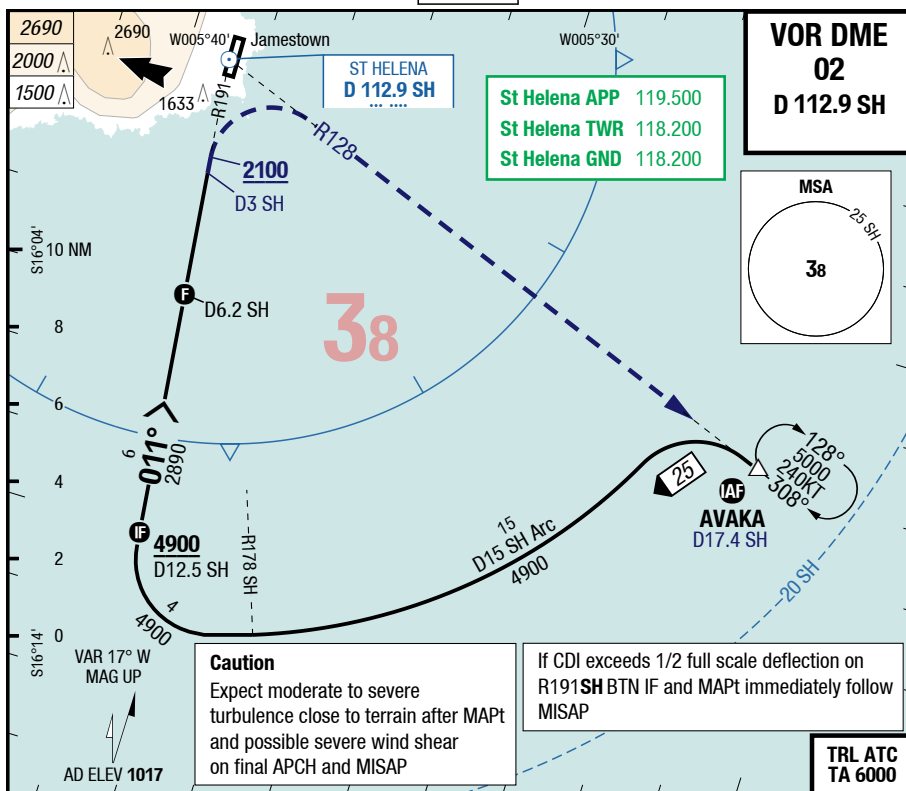 2690
2000
1500
2690
1633
W005°40'
Jamestown
W005°30'
ST HELENA
D 112.9 SH
VOR DME
02
D 112.9 SH
St Helena APP 119.500
St Helena TWR 118.200
St Helena GND 118.200
R191
R128
2100
D3 SH
MSA
25 SH
38
S16°04'
10 NM
F
D6.2 SH
38
8
6
4
2
0
011°
6
2890
IF
4900
D12.5 SH
R178 SH
4
4900
15
D15 SH Arc
4900
25
IAF
AVAKA
D17.4 SH
128°
5000
240KT
308°
20 SH
S16°14'
VAR 17° W
MAG UP
AD ELEV 1017
Caution
Expect moderate to severe
turbulence close to terrain after MAPt
and possible severe wind shear
on final APCH and MISAP
If CDI exceeds 1/2 full scale deflection on
R191SH BTN IF and MAPt immediately follow
MISAP
TRL ATC
TA 6000